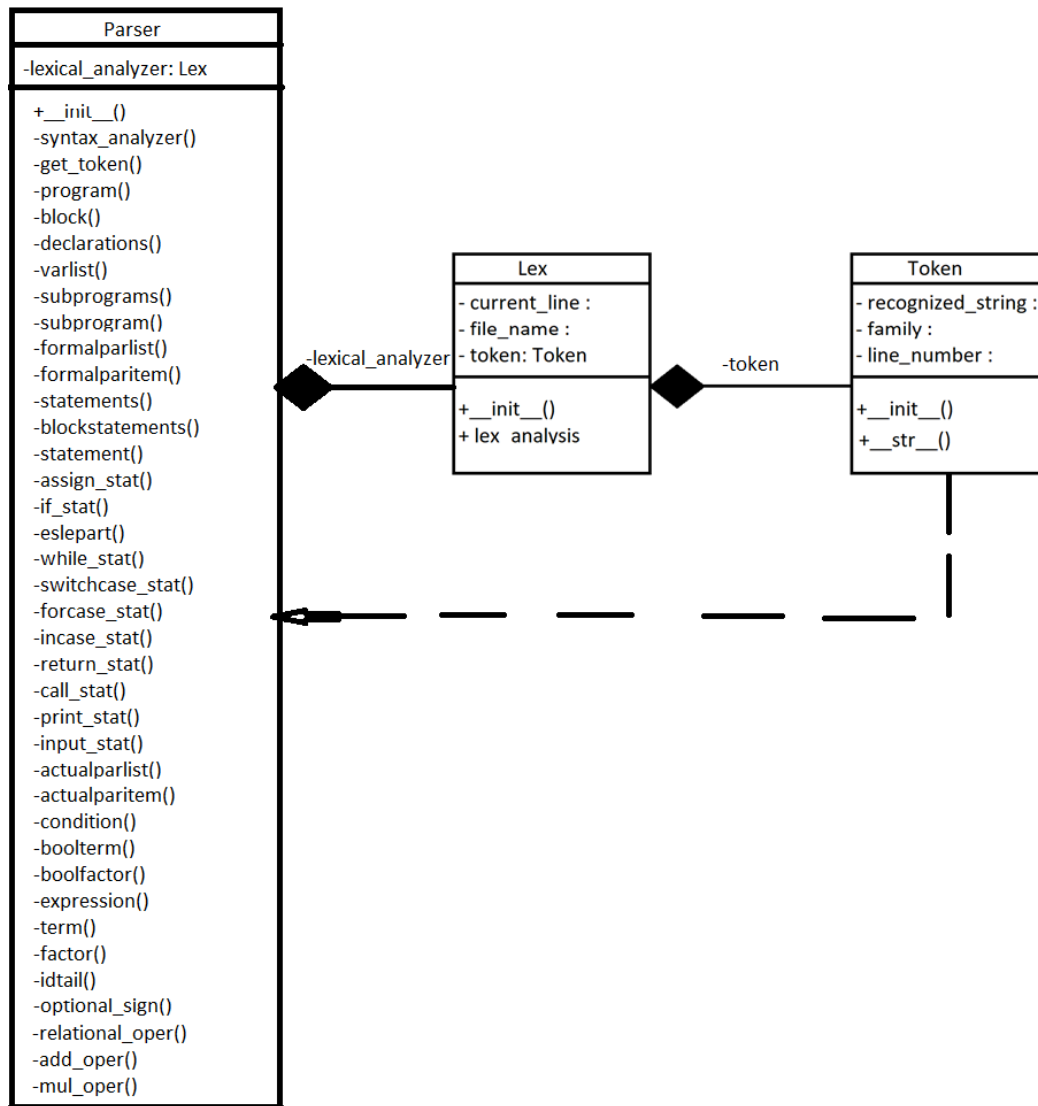 Parser
-lexical_analyzer: Lex
+__init__()
-syntax_analyzer()
-get_token()
-program()
-block()
-declarations()
-varlist()
-subprograms()
-subprogram()
-formalparlist()
-formalparitem()
-statements()
-blockstatements()
-statement()
-assign_stat()
-if_stat()
-eslepart()
-while_stat()
-switchcase_stat()
-forcase_stat()
-incase_stat()
-return_stat()
-call_stat()
-print_stat()
-input_stat()
-actualparlist()
-actualparitem()
-condition()
-boolterm()
-boolfactor()
-expression()
-term()
-factor()
-idtail()
-optional_sign()
-relational_oper()
-add_oper()
-mul_oper()
-lexical_analyzer
Lex
- current_line :
- file_name :
- token: Token
+__init__()
+ lex_analysis
-token
Token
- recognized_string :
- family :
- line_number :
+__init__()
+__str__()